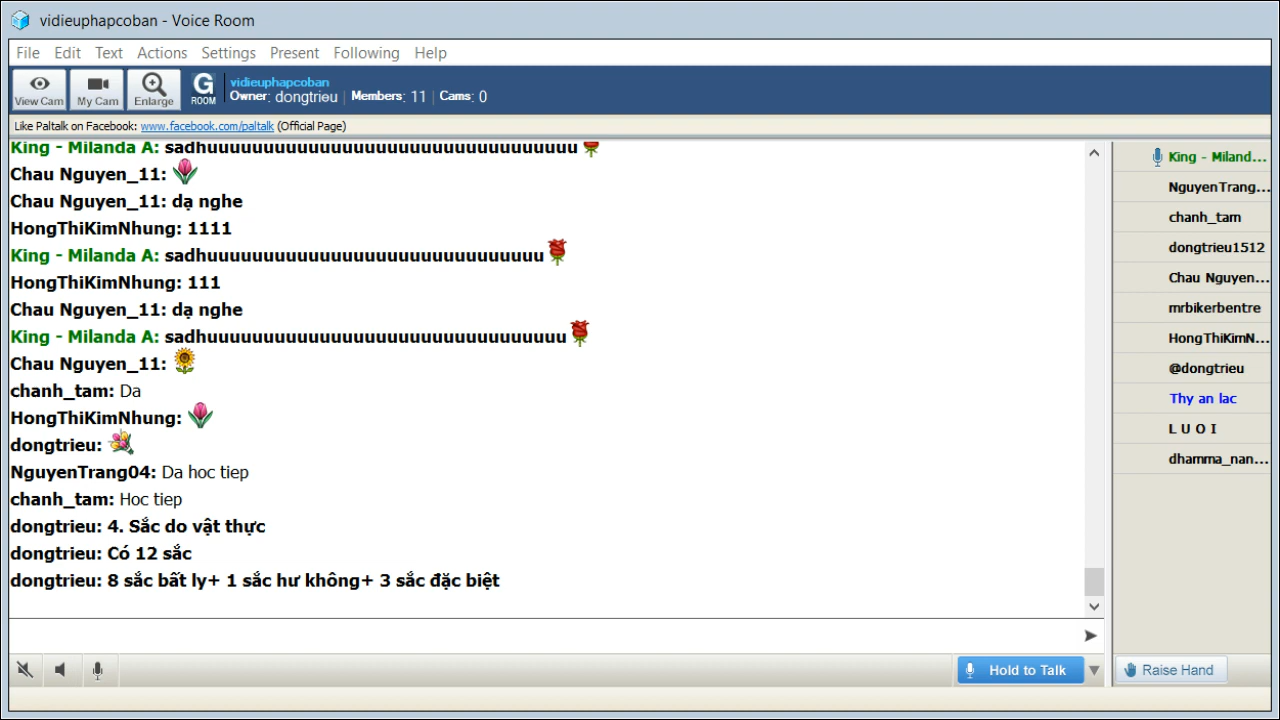 vidieuphapcoban - Voice Room
File Edit Text Actions Settings Present Following Help
View Cam
My Cam
Enlarge
G
ROOM
vidieuphapcoban
Owner: dongtrieu | Members: 11 | Cams: 0
Like Paltalk on Facebook: www.facebook.com/paltalk (Official Page)
King - Milanda A: sadhuuuuuuuuuuuuuuuuuuuuuuuuuuuuuuuuu
Chau Nguyen_11:
Chau Nguyen_11: dạ nghe
HongThiKimNhung: 1111
King - Milanda A: sadhuuuuuuuuuuuuuuuuuuuuuuuuuuuuuu
HongThiKimNhung: 111
Chau Nguyen_11: dạ nghe
King - Milanda A: sadhuuuuuuuuuuuuuuuuuuuuuuuuuuuuuuuu
Chau Nguyen_11:
chanh_tam: Da
HongThiKimNhung:
dongtrieu:
NguyenTrang04: Da hoc tiep
chanh_tam: Hoc tiep
dongtrieu: 4. Sắc do vật thực
dongtrieu: Có 12 sắc
dongtrieu: 8 sắc bất ly+ 1 sắc hư không+ 3 sắc đặc biệt
King - Miland...
NguyenTrang...
chanh_tam
dongtrieu1512
Chau Nguyen...
mrbikerbentre
HongThiKimN...
@dongtrieu
Thy an lac
L U O I
dhamma_nan...
Hold to Talk
Raise Hand